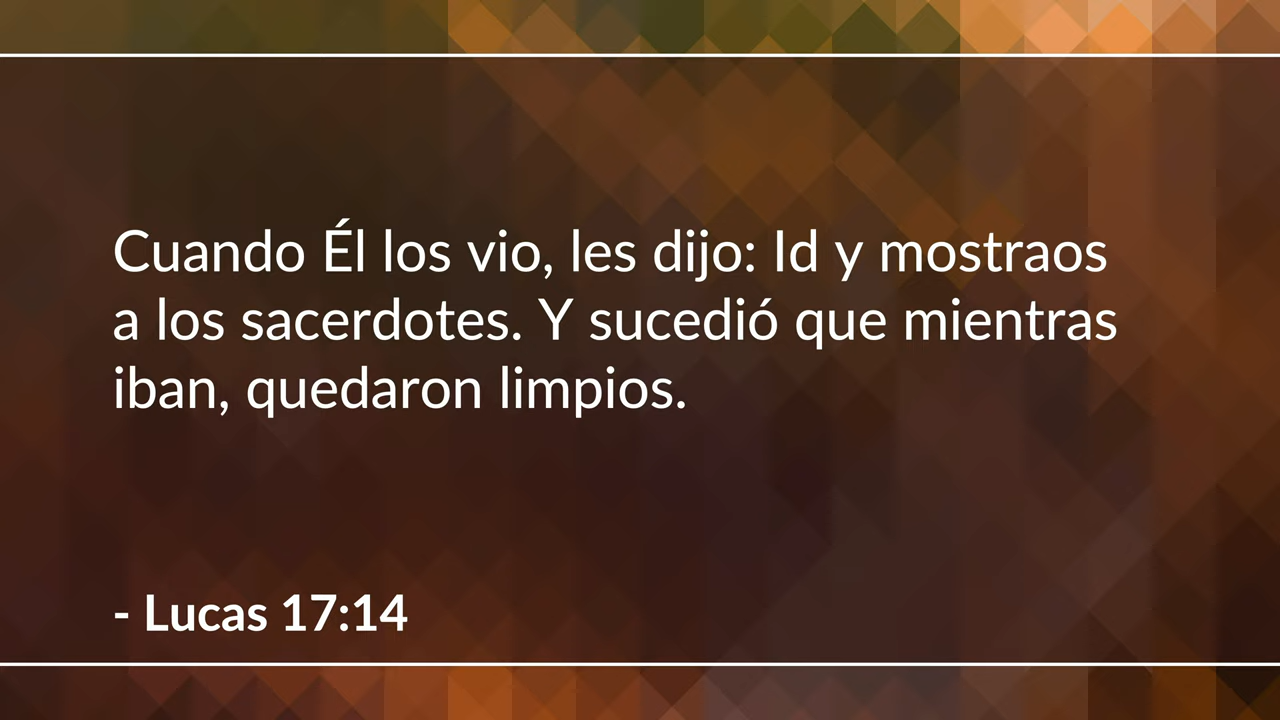 Cuando Él los vio, les dijo: Id y mostraos
a los sacerdotes. Y sucedió que mientras
iban, quedaron limpios.
- Lucas 17:14